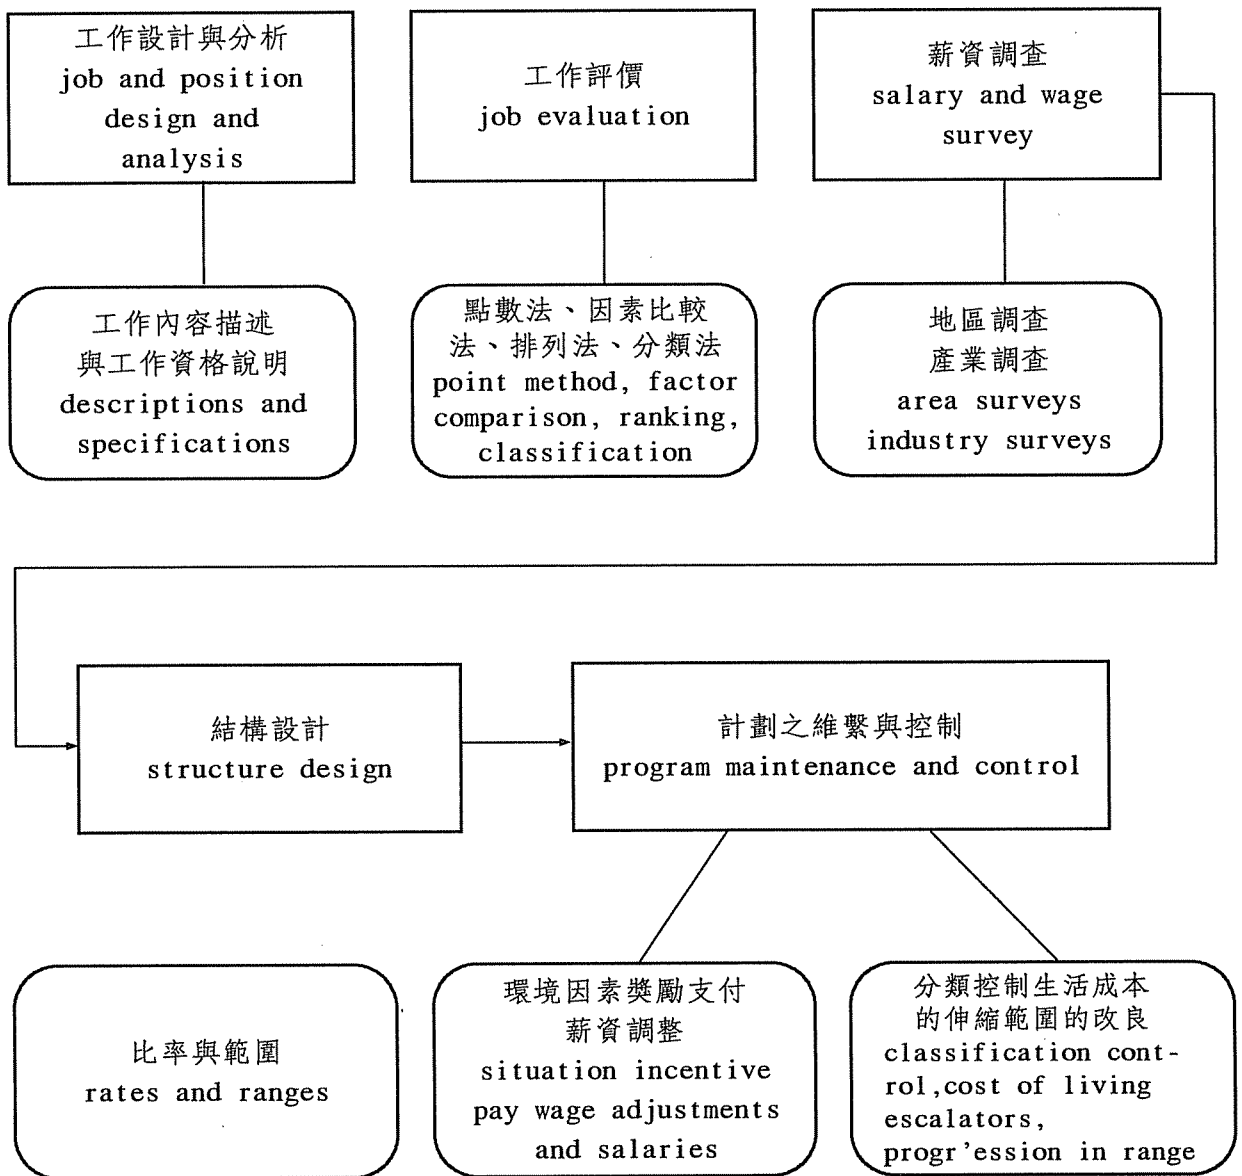 工作設計與分析
job and position
design and
analysis
工作評價
job evaluation
薪資調查
salary and wage
survey
工作內容描述
與工作資格說明
descriptions and
specifications
點數法、因素比較
法、排列法、分類法
point method, factor
comparison, ranking,
classification
地區調查
產業調查
area surveys
industry surveys
結構設計
structure design
計劃之維繫與控制
program maintenance and control
比率與範圍
rates and ranges
環境因素獎勵支付
薪資調整
situation incentive
pay wage adjustments
and salaries
分類控制生活成本
的伸縮範圍的改良
classification cont-
rol,cost of living
escalators,
progr'ession in range